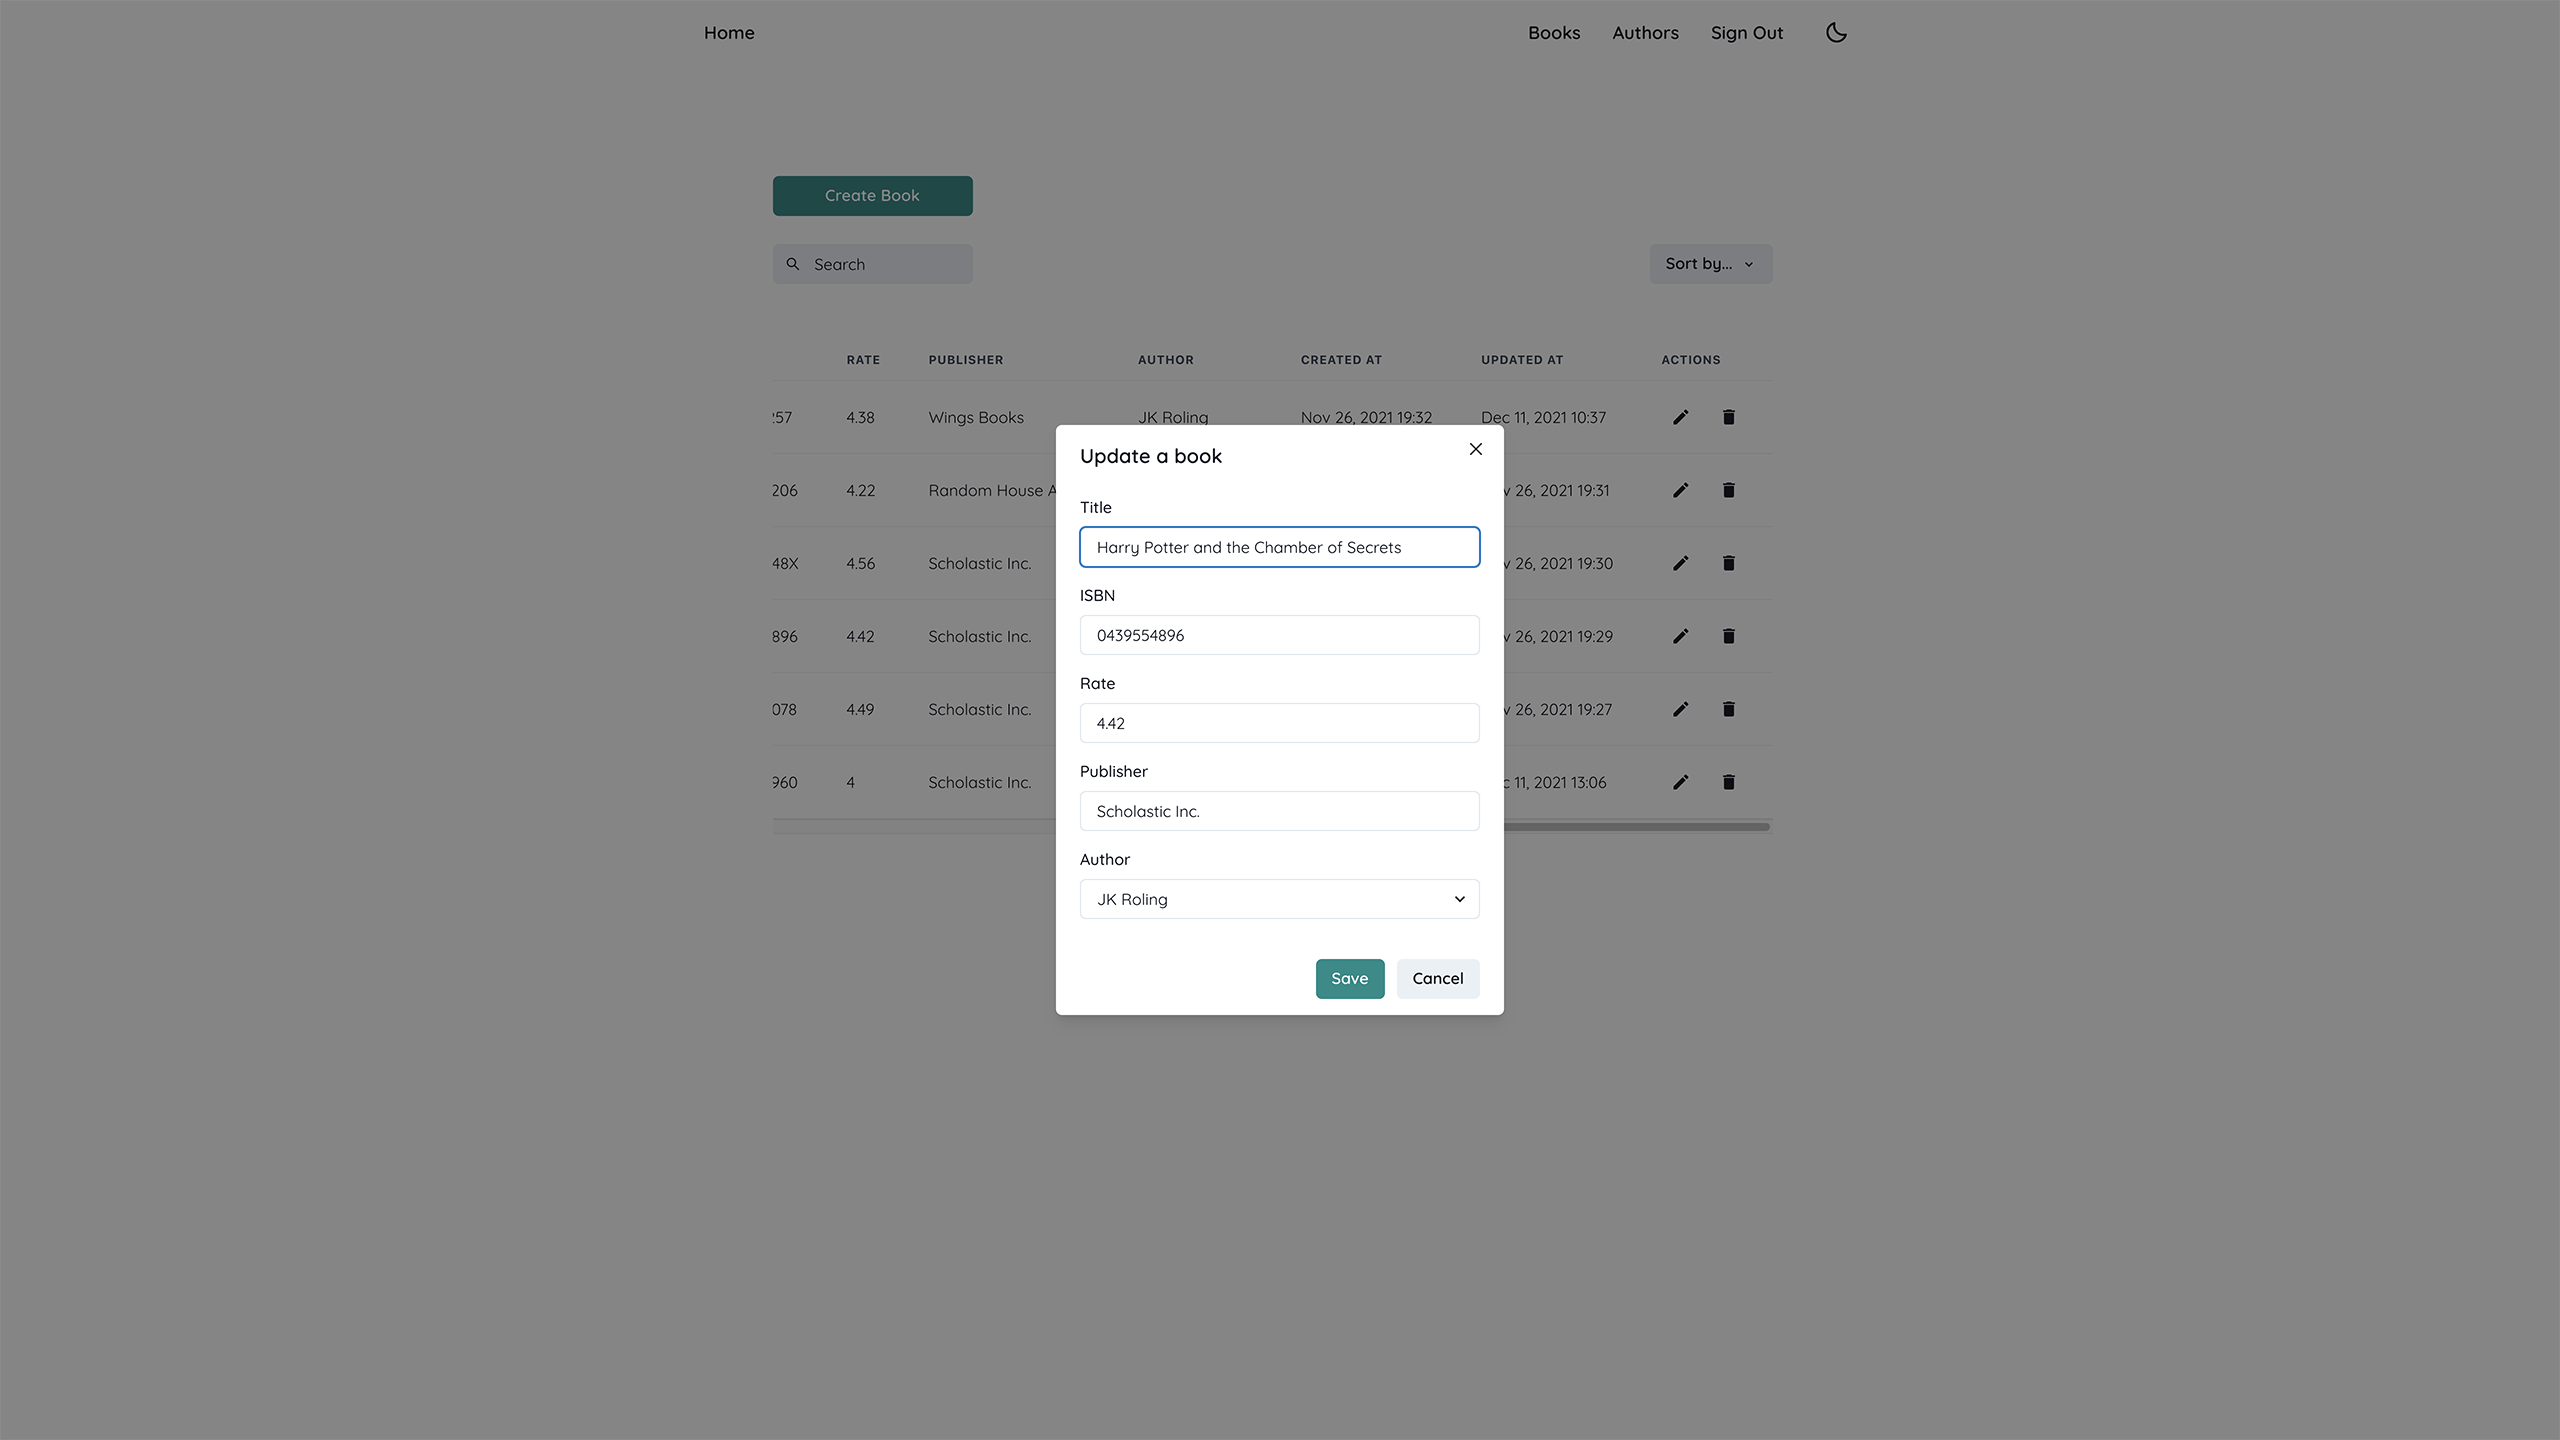 Home Books Authors Sign Out
Create Book
Search Sort by...
RATE PUBLISHER AUTHOR CREATED AT UPDATED AT ACTIONS
257 4.38 Wings Books JK Roling Nov 26, 2021 19:32 Dec 11, 2021 10:37
206 4.22 Random House A v 26, 2021 19:31
48X 4.56 Scholastic Inc. v 26, 2021 19:30
896 4.42 Scholastic Inc. v 26, 2021 19:29
078 4.49 Scholastic Inc. v 26, 2021 19:27
960 4 Scholastic Inc. c 11, 2021 13:06
Update a book
Title
Harry Potter and the Chamber of Secrets
ISBN
0439554896
Rate
4.42
Publisher
Scholastic Inc.
Author
JK Roling
Save Cancel